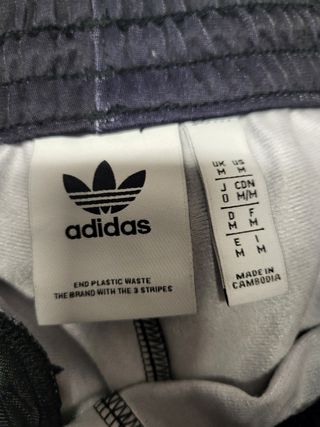 adidas
END PLASTIC WASTE
THE BRAND WITH THE 3 STRIPES
UK US
M M
J CDN
O M/M
D F
M M
E I
M M
MADE IN
CAMBODIA